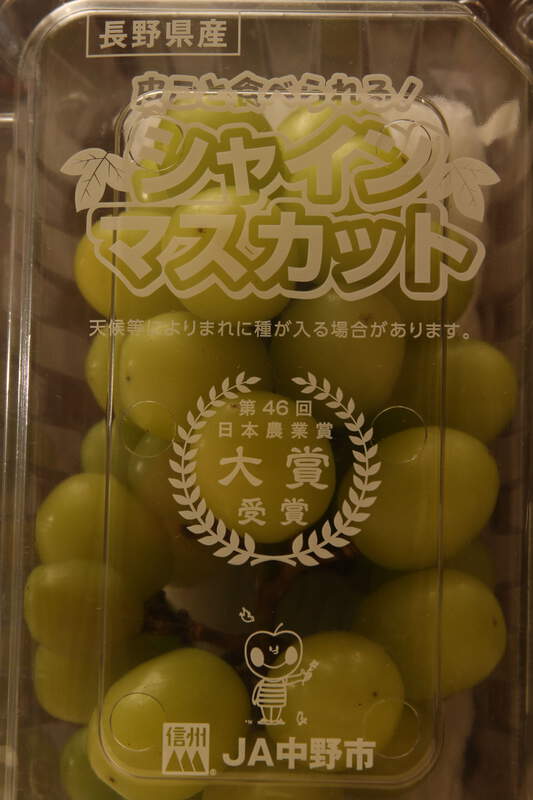 長野県産
皮ごと食べられる!
シャイン
マスカット
天候等によりまれに種が入る場合があります。
第46回
日本農業賞
大賞
受賞
信州
JA中野市